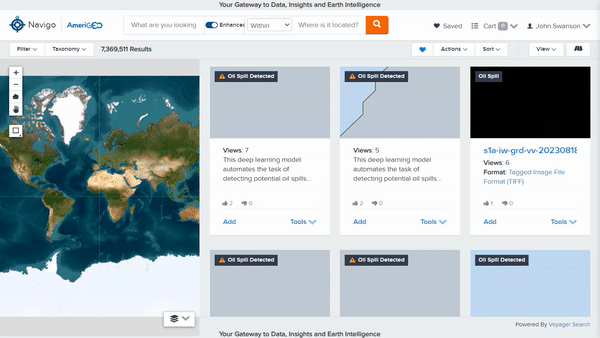 Your Gateway to Data, Insights and Earth Intelligence
Navigo
AmeriGEO
What are you looking
Enhanced
Within
Where is it located?
Saved
Cart
0
John.Swanson
Filter
Taxonomy
7,369,511 Results
Actions
Sort
View
Oil Spill Detected
Views: 7
This deep learning model
automates the task of
detecting potential oil spills...
2
0
Add
Tools
Oil Spill Detected
Views: 5
This deep learning model
automates the task of
detecting potential oil spills...
2
0
Add
Tools
Oil Spill
s1a-iw-grd-vv-20230818
Views: 6
Format: Tagged Image File
Format (TIFF)
1
0
Add
Tools
Oil Spill Detected
Oil Spill Detected
Oil Spill Detected
Powered By Voyager Search
Your Gateway to Data, Insights and Earth Intelligence